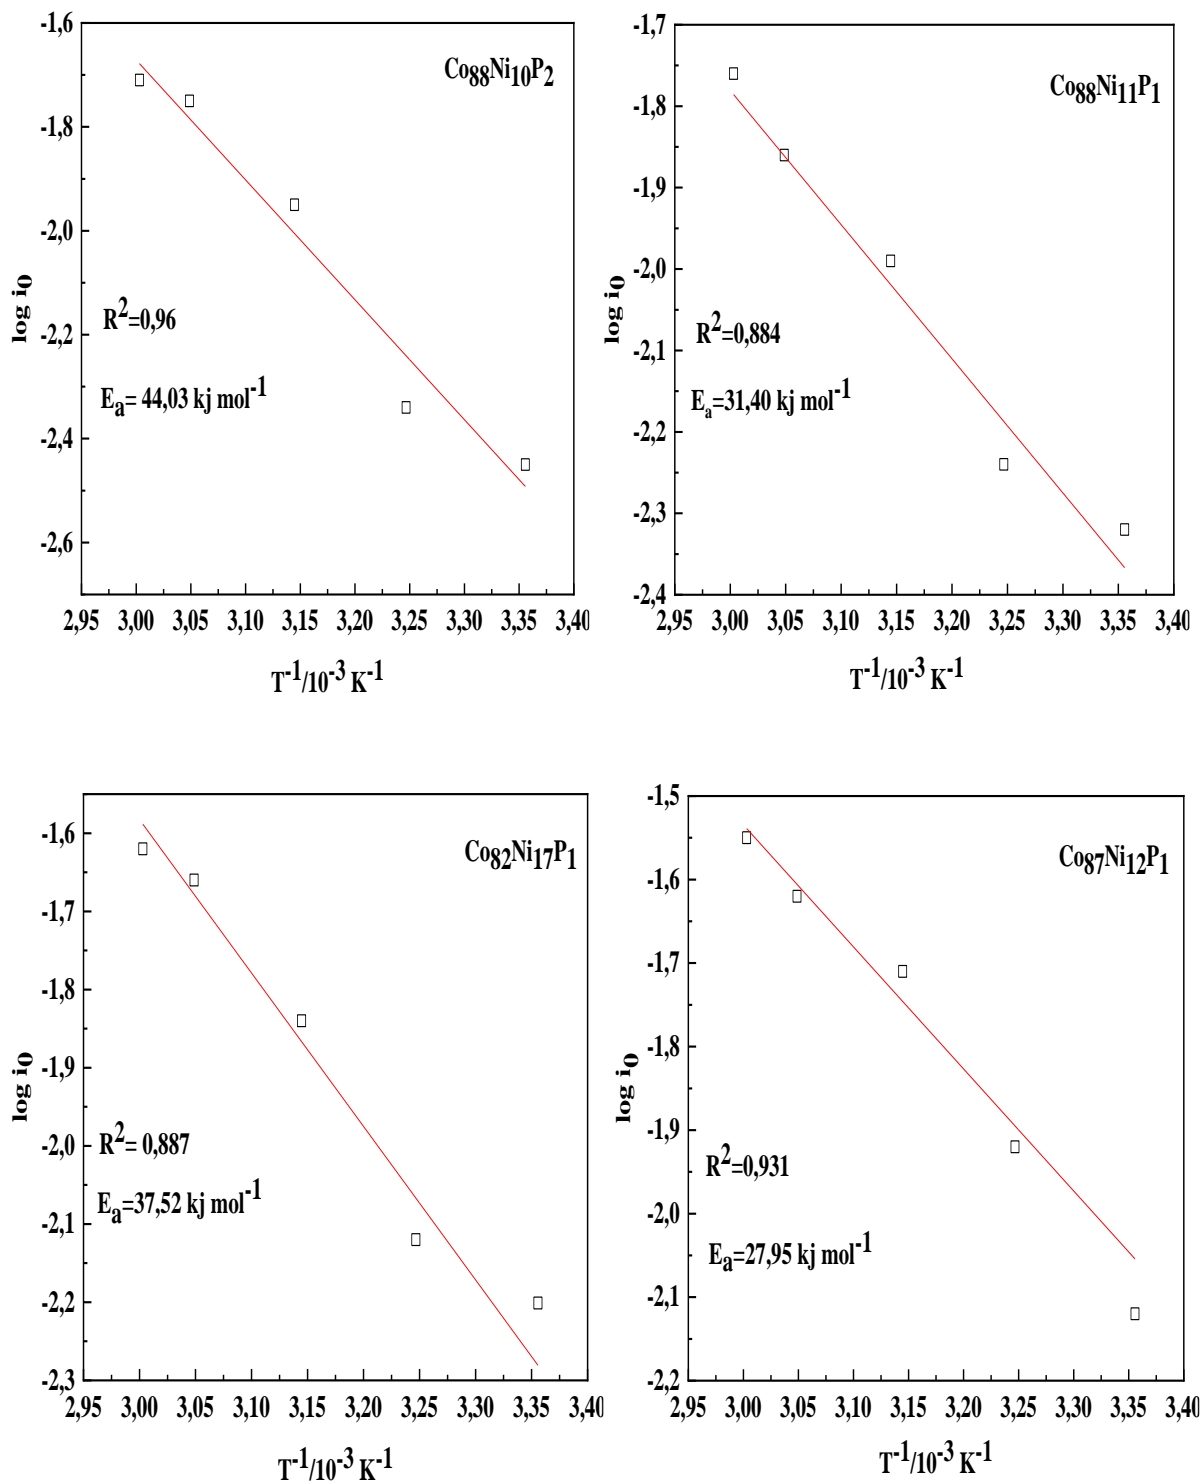 -1,6
-1,8
-2,0
-2,2
-2,4
-2,6
log i0
Co88Ni10P2
R2=0,96
Ea= 44,03 kj mol-1
2,95 3,00 3,05 3,10 3,15 3,20 3,25 3,30 3,35 3,40
T-1/10-3 K-1
-1,7
-1,8
-1,9
-2,0
-2,1
-2,2
-2,3
-2,4
log i0
Co88Ni11P1
R2=0,884
Ea=31,40 kj mol-1
2,95 3,00 3,05 3,10 3,15 3,20 3,25 3,30 3,35 3,40
T-1/10-3 K-1
-1,6
-1,7
-1,8
-1,9
-2,0
-2,1
-2,2
-2,3
log i0
Co82Ni17P1
R2= 0,887
Ea=37,52 kj mol-1
2,95 3,00 3,05 3,10 3,15 3,20 3,25 3,30 3,35 3,40
T-1/10-3 K-1
-1,5
-1,6
-1,7
-1,8
-1,9
-2,0
-2,1
-2,2
log i0
Co87Ni12P1
R2=0,931
Ea=27,95 kj mol-1
2,95 3,00 3,05 3,10 3,15 3,20 3,25 3,30 3,35 3,40
T-1/10-3 K-1